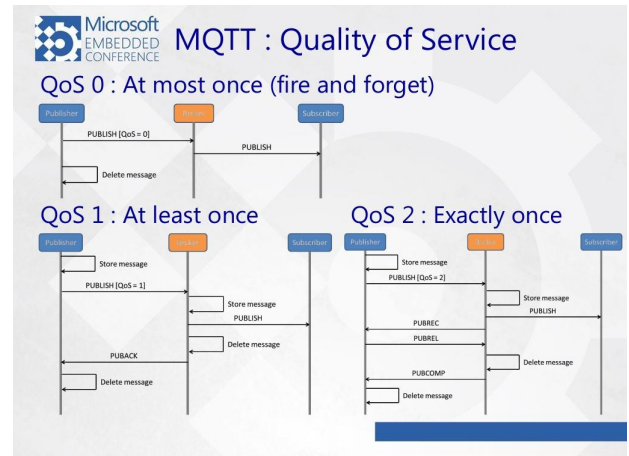 Microsoft
EMBEDDED
CONFERENCE
MQTT : Quality of Service
QoS 0 : At most once (fire and forget)
Publisher
Broker
Subscriber
PUBLISH [QoS = 0]
PUBLISH
Delete message
QoS 1 : At least once
Publisher
Broker
Subscriber
Store message
PUBLISH [QoS = 1]
Store message
PUBLISH
Delete message
PUBACK
Delete message
QoS 2 : Exactly once
Publisher
Broker
Subscriber
Store message
PUBLISH [QoS = 2]
Store message
PUBLISH
PUBREC
PUBREL
Delete message
PUBCOMP
Delete message